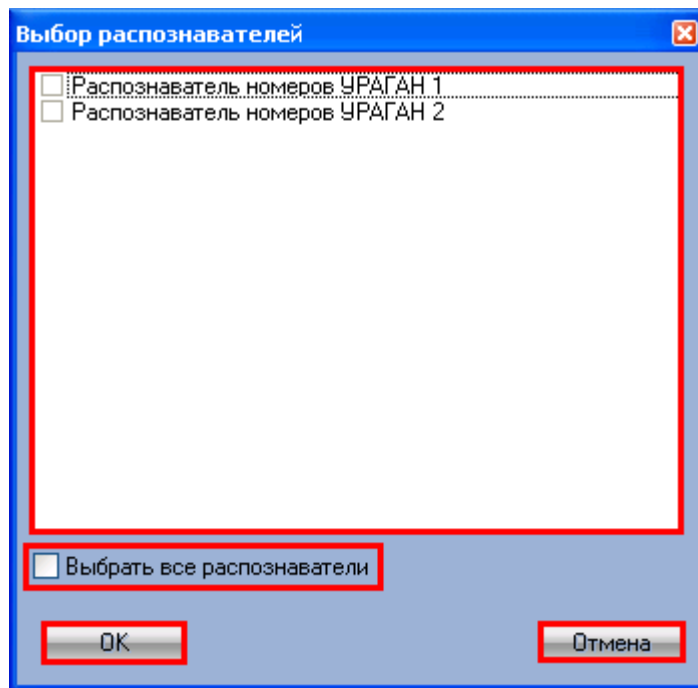 Выбор распознавателей
Распознаватель номеров УРАГАН 1
Распознаватель номеров УРАГАН 2
Выбрать все распознаватели
OK
Отмена